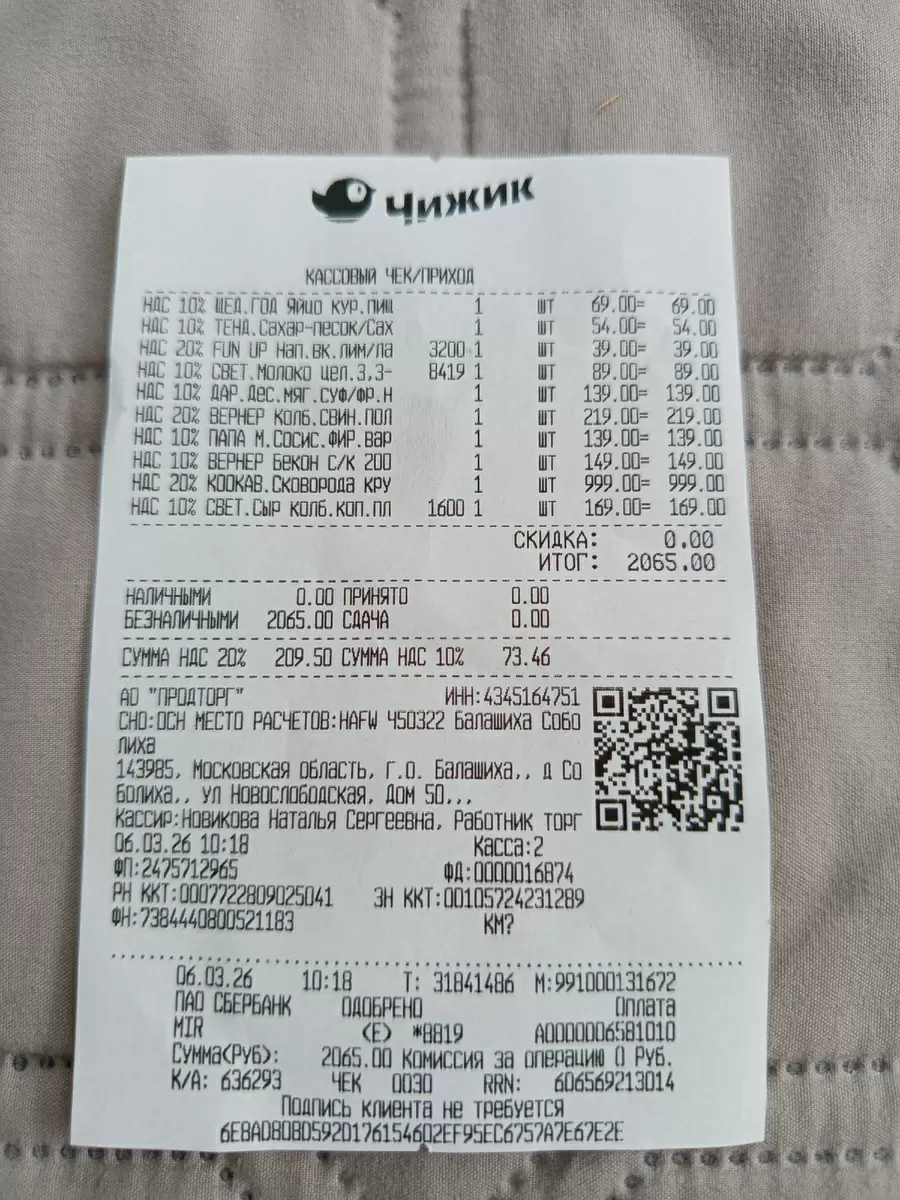 Чижик
КАССОВЫЙ ЧЕК/ПРИХОД
НДС 10% ЩЕД.ГОД Яйцо кур.пищ 1 шт 69.00= 69.00
НДС 10% ТЕНД.Сахар-песок/Сах 1 шт 54.00= 54.00
НДС 20% FUN UP Нап.вк.лим/ла 3200 1 шт 39.00= 39.00
НДС 10% СВЕТ.Молоко цел.3,3- 8419 1 шт 89.00= 89.00
НДС 10% ДАР.Дес.мяг.суф/фр.н 1 шт 139.00= 139.00
НДС 20% ВЕРНЕР Колб.свин.пол 1 шт 219.00= 219.00
НДС 10% ПАПА М.Сосис.фир.вар 1 шт 139.00= 139.00
НДС 10% ВЕРНЕР Бекон с/к 200 1 шт 149.00= 149.00
НДС 20% КООКАВ.Сковорода кру 1 шт 999.00= 999.00
НДС 10% СВЕТ.Сыр колб.коп.пл 1600 1 шт 169.00= 169.00
СКИДКА: 0.00
ИТОГ: 2065.00
НАЛИЧНЫМИ 0.00 ПРИНЯТО 0.00
БЕЗНАЛИЧНЫМИ 2065.00 СДАЧА 0.00
СУММА НДС 20% 209.50 СУММА НДС 10% 73.46
АО "ПРОДТОРГ" ИНН:4345164751
СНО:ОСН МЕСТО РАСЧЕТОВ:HAFW Ч50322 Балашиха Собо
лиха
143985, Московская область, г.о. Балашиха,, д Со
болиха,, ул Новослободская, Дом 50,,,
Кассир:Новикова Наталья Сергеевна, Работник торг
06.03.26 10:18 Касса:2
ФП:2475712965 ФД:0000016874
РН ККТ:0007722809025041 ЗН ККТ:00105724231289
ФН:7384440800521183 КМ?
06.03.26 10:18 Т: 31841486 М:991000131672
ПАО СБЕРБАНК ОДОБРЕНО Оплата
MIR (E) *8819 A0000006581010
Сумма(Руб): 2065.00 Комиссия за операцию 0 Руб.
К/А: 636293 ЧЕК 0030 RRN: 606569213014
Подпись клиента не требуется
6E8AD808D592D176154602EF95EC6757A7E67E2E